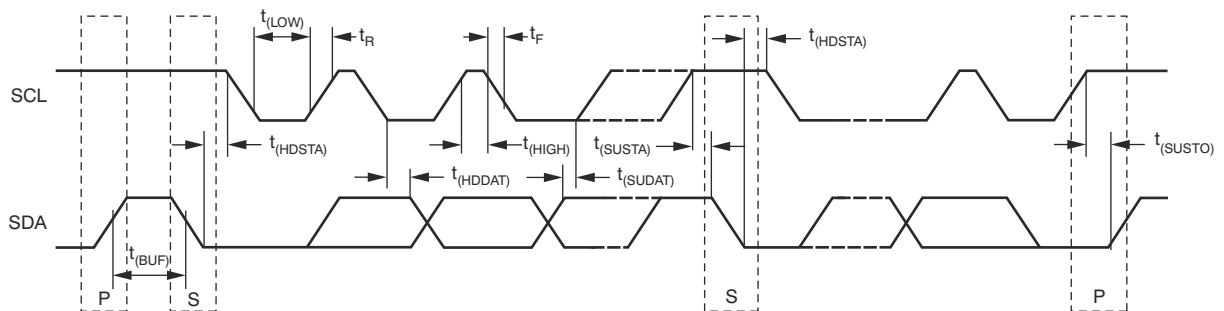 t(LOW)
tR
tF
t(HDSTA)
SCL
t(HDSTA)
t(HIGH)
t(SUSTA)
t(SUSTO)
t(HDDAT)
t(SUDAT)
SDA
t(BUF)
P
S
S
P